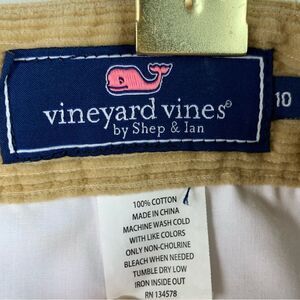 vineyard vines®
by Shep & Ian
10
100% COTTON
MADE IN CHINA
MACHINE WASH COLD
WITH LIKE COLORS
ONLY NON-CHOLRINE
BLEACH WHEN NEEDED
TUMBLE DRY LOW
IRON INSIDE OUT
RN 134578